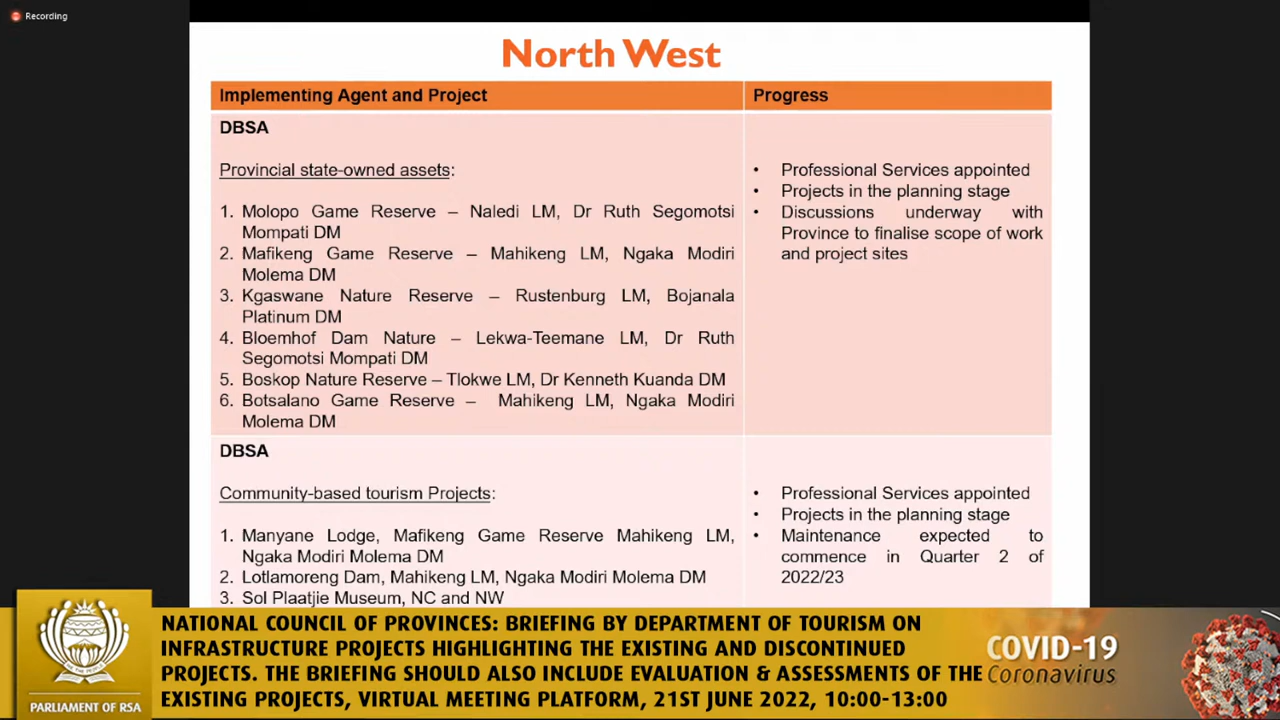 Recording
North West
Implementing Agent and Project
Progress
DBSA
Provincial state-owned assets:
1. Molopo Game Reserve – Naledi LM, Dr Ruth Segomotsi
Mompati DM
2. Mafikeng Game Reserve – Mahikeng LM, Ngaka Modiri
Molema DM
3. Kgaswane Nature Reserve – Rustenburg LM, Bojanala
Platinum DM
4. Bloemhof Dam Nature – Lekwa-Teemane LM, Dr Ruth
Segomotsi Mompati DM
5. Boskop Nature Reserve – Tlokwe LM, Dr Kenneth Kuanda DM
6. Botsalano Game Reserve – Mahikeng LM, Ngaka Modiri
Molema DM
• Professional Services appointed
• Projects in the planning stage
• Discussions underway with
Province to finalise scope of work
and project sites
DBSA
Community-based tourism Projects:
1. Manyane Lodge, Mafikeng Game Reserve Mahikeng LM,
Ngaka Modiri Molema DM
2. Lotlamoreng Dam, Mahikeng LM, Ngaka Modiri Molema DM
3. Sol Plaatjie Museum, NC and NW
• Professional Services appointed
• Projects in the planning stage
• Maintenance expected to
commence in Quarter 2 of
2022/23
PARLIAMENT OF RSA
NATIONAL COUNCIL OF PROVINCES: BRIEFING BY DEPARTMENT OF TOURISM ON
INFRASTRUCTURE PROJECTS HIGHLIGHTING THE EXISTING AND DISCONTINUED
PROJECTS. THE BRIEFING SHOULD ALSO INCLUDE EVALUATION & ASSESSMENTS OF THE
EXISTING PROJECTS, VIRTUAL MEETING PLATFORM, 21ST JUNE 2022, 10:00-13:00
COVID-19
Coronavirus